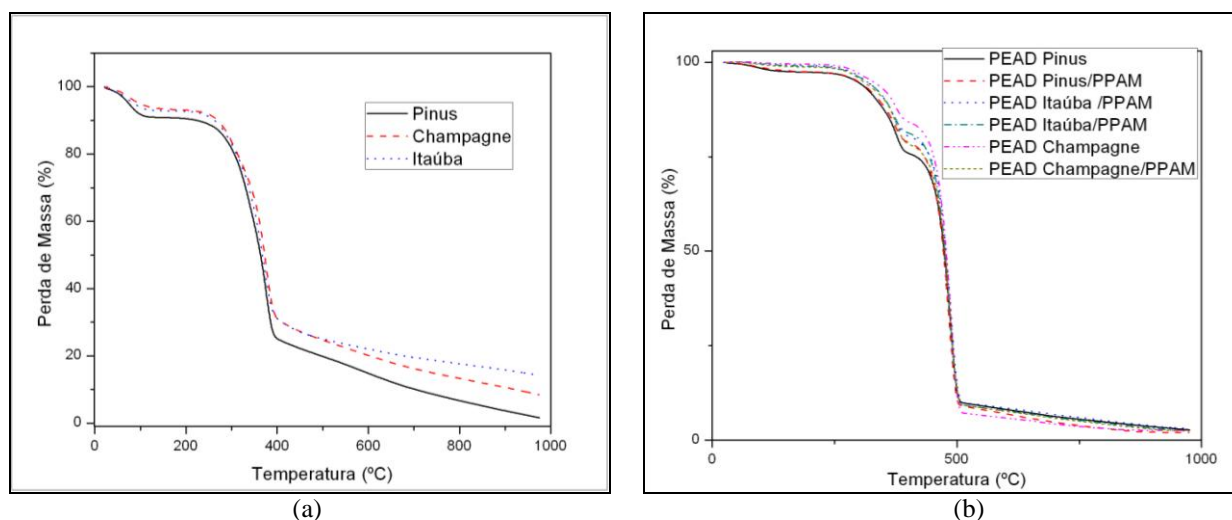 100
80
60
40
20
0
Perda de Massa (%)
Pinus
Champagne
Itaúba
0
200
400
600
800
1000
Temperatura (ºC)
(a)
100
50
0
Perda de Massa (%)
PEAD Pinus
PEAD Pinus/PPAM
PEAD Itaúba /PPAM
PEAD Itaúba/PPAM
PEAD Champagne
PEAD Champagne/PPAM
0
500
1000
Temperatura (ºC)
(b)